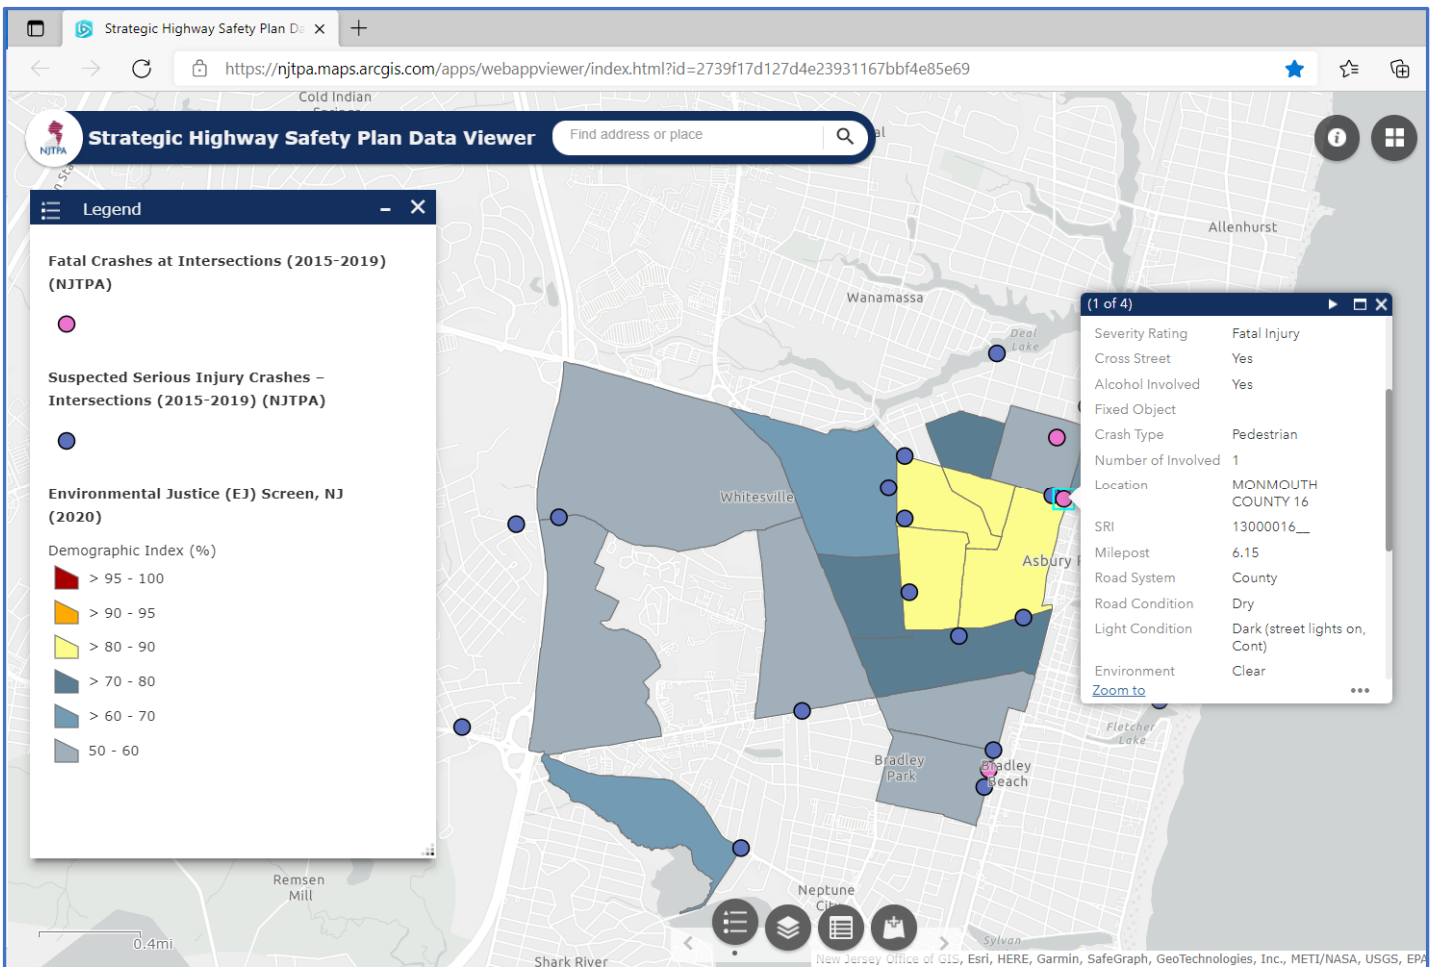 Strategic Highway Safety Plan Da
https://njtpa.maps.arcgis.com/apps/webappviewer/index.html?id=2739f17d127d4e23931167bbf4e85e69
Cold Indian
Springs
NJTPA
Strategic Highway Safety Plan Data Viewer
Find address or place
Legend
Fatal Crashes at Intersections (2015-2019)
(NJTPA)
Suspected Serious Injury Crashes –
Intersections (2015-2019) (NJTPA)
Environmental Justice (EJ) Screen, NJ
(2020)
Demographic Index (%)
> 95 - 100
> 90 - 95
> 80 - 90
> 70 - 80
> 60 - 70
50 - 60
Allenhurst
Wanamassa
Deal
Lake
Whitesville
Asbury
Bradley
Park
Bradley
Beach
Fletcher
Lake
Neptune
City
Remsen
Mill
Shark River
Sylvan
0.4mi
(1 of 4)
Severity Rating Fatal Injury
Cross Street Yes
Alcohol Involved Yes
Fixed Object
Crash Type Pedestrian
Number of Involved 1
Location MONMOUTH
COUNTY 16
SRI 13000016__
Milepost 6.15
Road System County
Road Condition Dry
Light Condition Dark (street lights on,
Cont)
Environment Clear
Zoom to
New Jersey Office of GIS, Esri, HERE, Garmin, SafeGraph, GeoTechnologies, Inc., METI/NASA, USGS, EPA